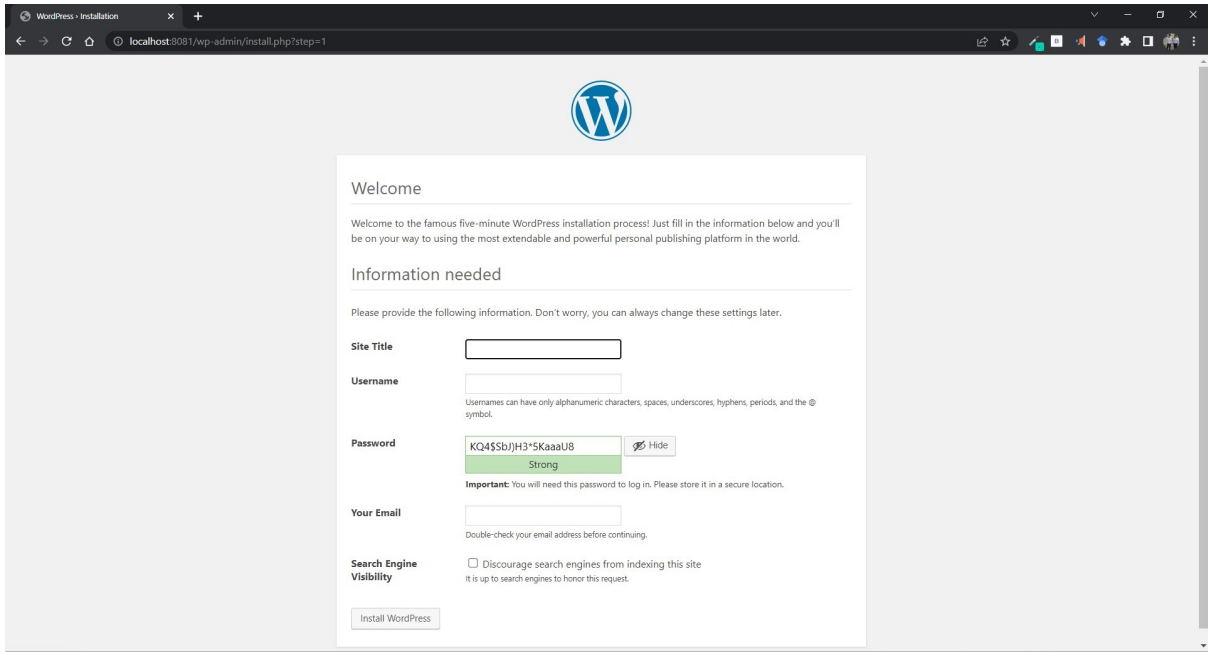 WordPress › Installation
localhost:8081/wp-admin/install.php?step=1
Welcome
Welcome to the famous five-minute WordPress installation process! Just fill in the information below and you'll
be on your way to using the most extendable and powerful personal publishing platform in the world.
Information needed
Please provide the following information. Don't worry, you can always change these settings later.
Site Title
Username
Usernames can have only alphanumeric characters, spaces, underscores, hyphens, periods, and the @
symbol.
Password
KQ4$SbJ)H3*5KaaaU8
Hide
Strong
Important: You will need this password to log in. Please store it in a secure location.
Your Email
Double-check your email address before continuing.
Search Engine
Visibility
Discourage search engines from indexing this site
It is up to search engines to honor this request.
Install WordPress